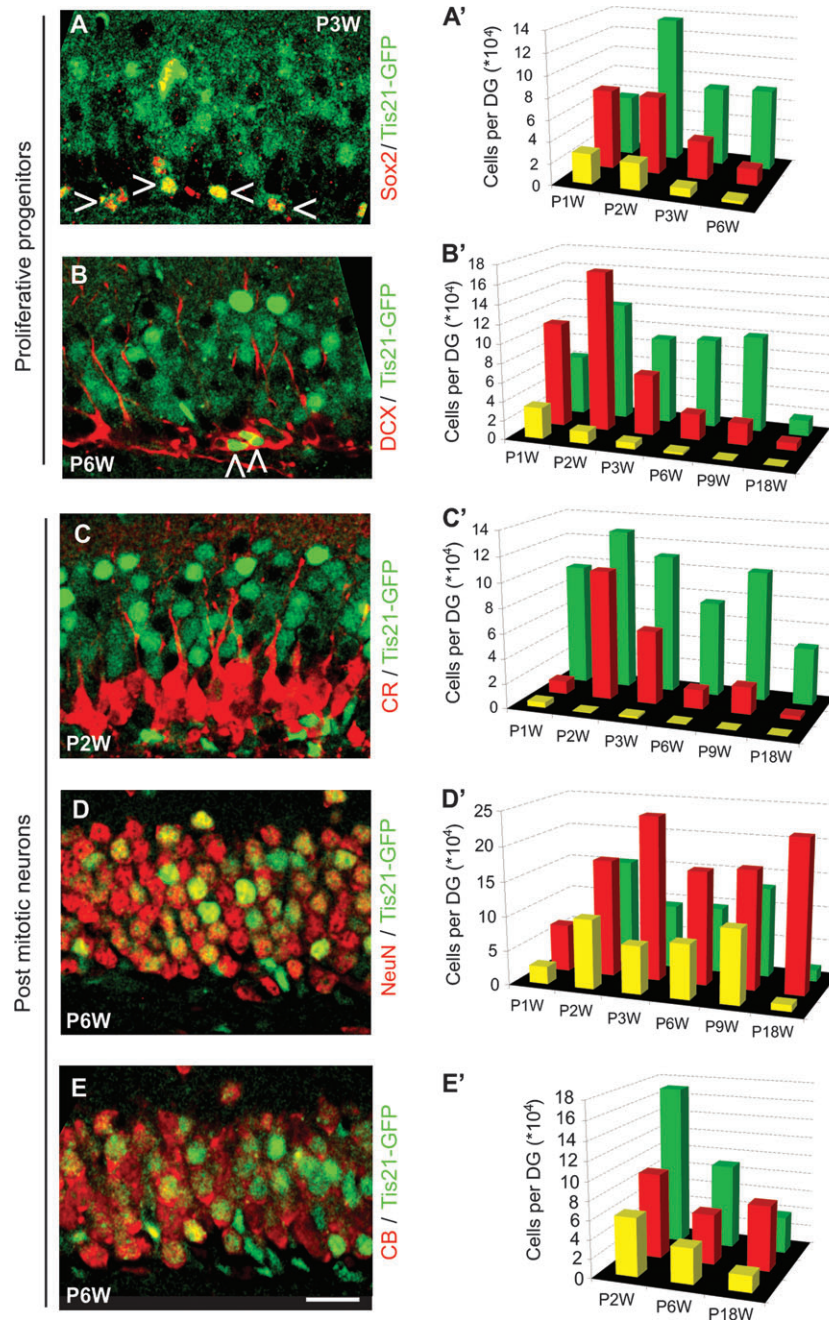 Proliferative progenitors
A
P3W
Sox2/Tis21-GFP
A’
Cells per DG (*10⁴)
14
12
10
8
6
4
2
0
P1W
P2W
P3W
P6W
B
P6W
DCX / Tis21-GFP
B’
Cells per DG (*10⁴)
18
16
14
12
10
8
6
4
2
0
P1W
P2W
P3W
P6W
P9W
P18W
Post mitotic neurons
C
P2W
CR / Tis21-GFP
C’
Cells per DG (*10⁴)
14
12
10
8
6
4
2
0
P1W
P2W
P3W
P6W
P9W
P18W
D
P6W
NeuN / Tis21-GFP
D’
Cells per DG (*10⁴)
25
20
15
10
5
0
P1W
P2W
P3W
P6W
P9W
P18W
E
P6W
CB / Tis21-GFP
E’
Cells per DG (*10⁴)
18
16
14
12
10
8
6
4
2
0
P2W
P6W
P18W